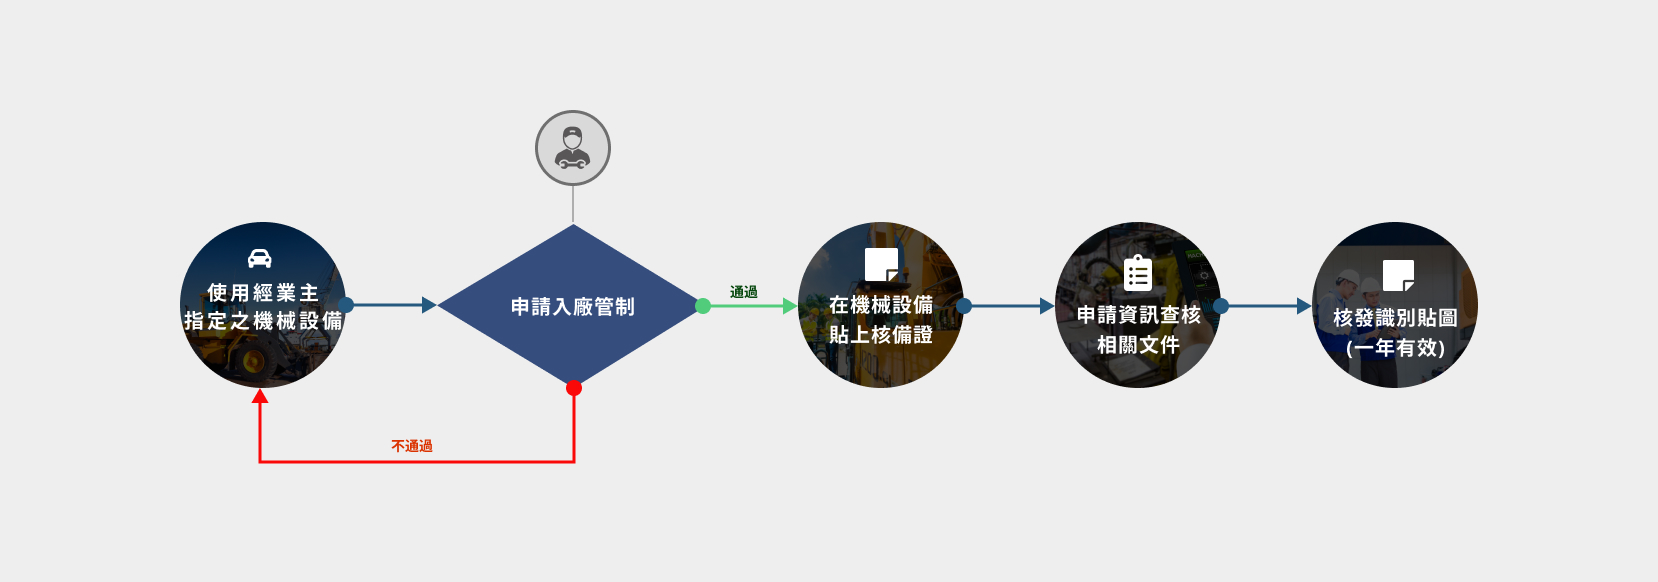 使用經業主
指定之機械設備
申請入廠管制
通過
不通過
在機械設備
貼上核備證
申請資訊查核
相關文件
核發識別貼圖
(一年有效)